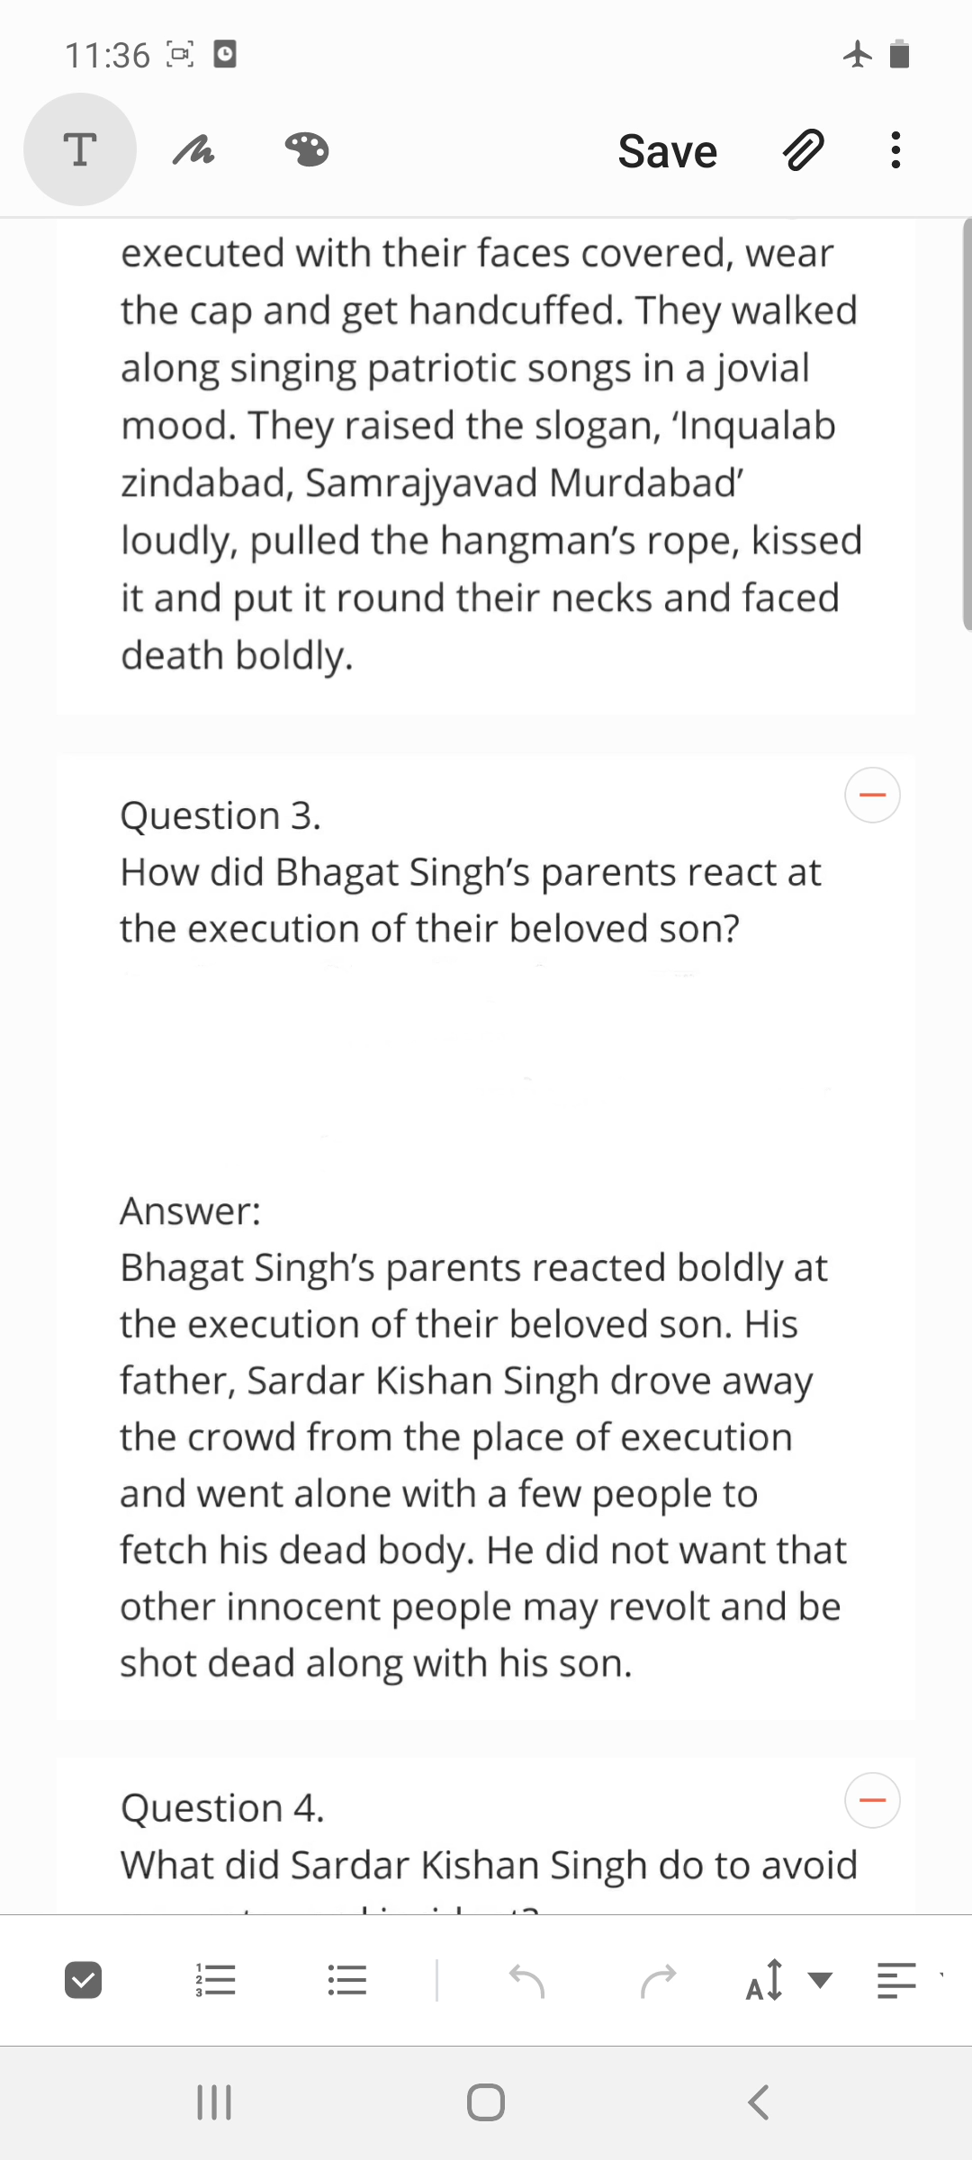 11:36
T
Save
executed with their faces covered, wear
the cap and get handcuffed. They walked
along singing patriotic songs in a jovial
mood. They raised the slogan, ‘Inqualab
zindabad, Samrajyavad Murdabad’
loudly, pulled the hangman’s rope, kissed
it and put it round their necks and faced
death boldly.
Question 3.
How did Bhagat Singh’s parents react at
the execution of their beloved son?
Answer:
Bhagat Singh’s parents reacted boldly at
the execution of their beloved son. His
father, Sardar Kishan Singh drove away
the crowd from the place of execution
and went alone with a few people to
fetch his dead body. He did not want that
other innocent people may revolt and be
shot dead along with his son.
Question 4.
What did Sardar Kishan Singh do to avoid